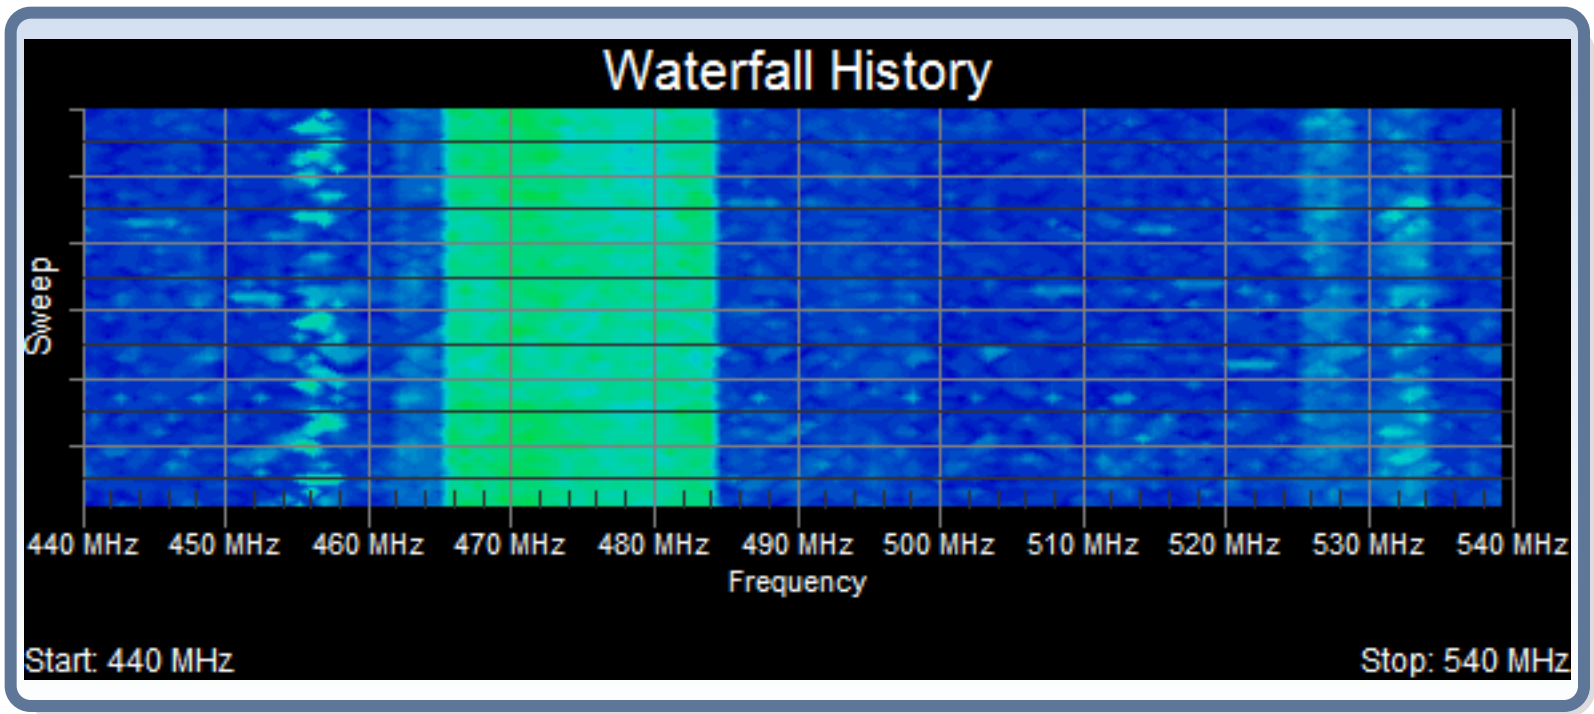 Waterfall History
Sweep
440 MHz 450 MHz 460 MHz 470 MHz 480 MHz 490 MHz 500 MHz 510 MHz 520 MHz 530 MHz 540 MHz
Frequency
Start: 440 MHz
Stop: 540 MHz